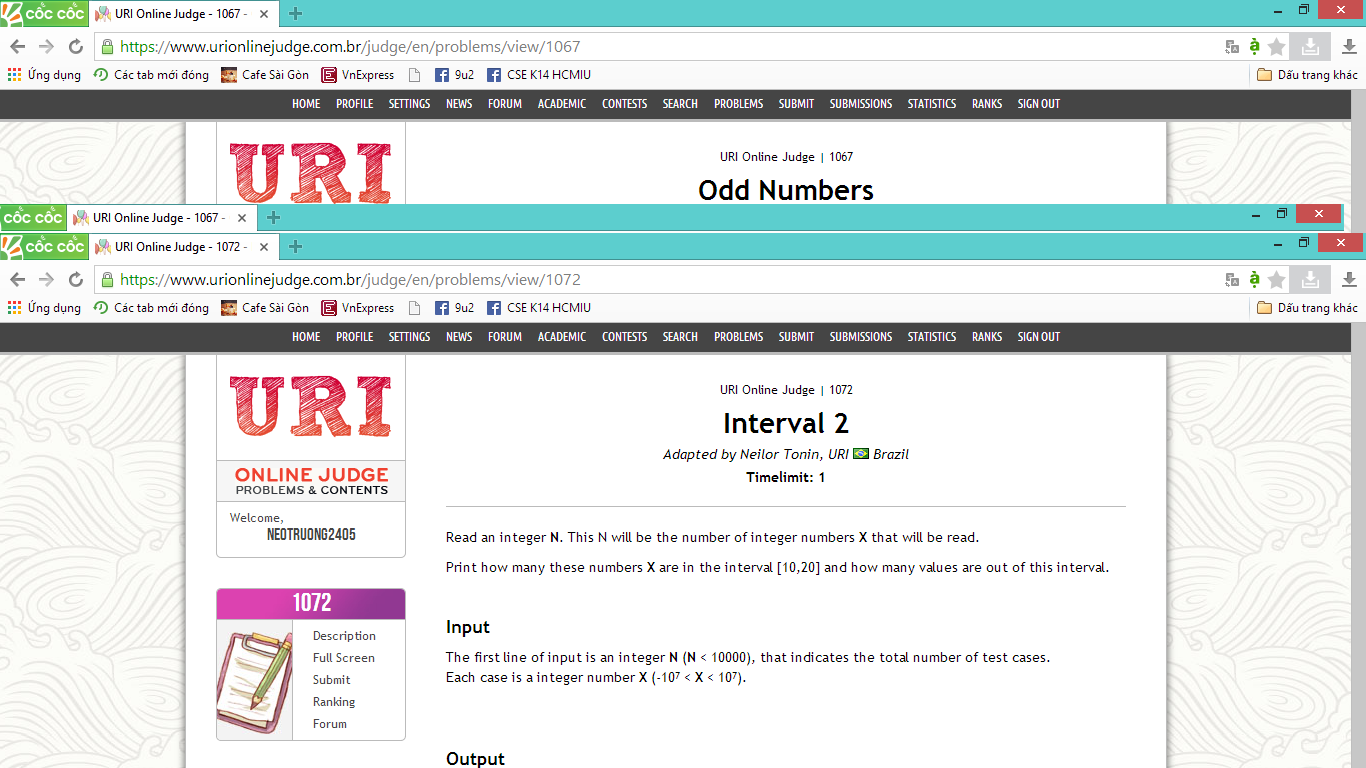 cốc cốc URI Online Judge - 1067 -
https://www.urionlinejudge.com.br/judge/en/problems/view/1067
Ứng dụng Các tab mới đóng Cafe Sài Gòn VnExpress 9u2 CSE K14 HCMIU Dấu trang khác
HOME PROFILE SETTINGS NEWS FORUM ACADEMIC CONTESTS SEARCH PROBLEMS SUBMIT SUBMISSIONS STATISTICS RANKS SIGN OUT
URI
URI Online Judge | 1067
Odd Numbers
cốc cốc URI Online Judge - 1067 -
cốc cốc URI Online Judge - 1072 -
https://www.urionlinejudge.com.br/judge/en/problems/view/1072
Ứng dụng Các tab mới đóng Cafe Sài Gòn VnExpress 9u2 CSE K14 HCMIU Dấu trang khác
HOME PROFILE SETTINGS NEWS FORUM ACADEMIC CONTESTS SEARCH PROBLEMS SUBMIT SUBMISSIONS STATISTICS RANKS SIGN OUT
URI
ONLINE JUDGE
PROBLEMS & CONTENTS
Welcome,
NEOTRUONG2405
1072
Description
Full Screen
Submit
Ranking
Forum
URI Online Judge | 1072
Interval 2
Adapted by Neilor Tonin, URI Brazil
Timelimit: 1
Read an integer N. This N will be the number of integer numbers X that will be read.
Print how many these numbers X are in the interval [10,20] and how many values are out of this interval.
Input
The first line of input is an integer N (N < 10000), that indicates the total number of test cases.
Each case is a integer number X (-10⁷ < X < 10⁷).
Output